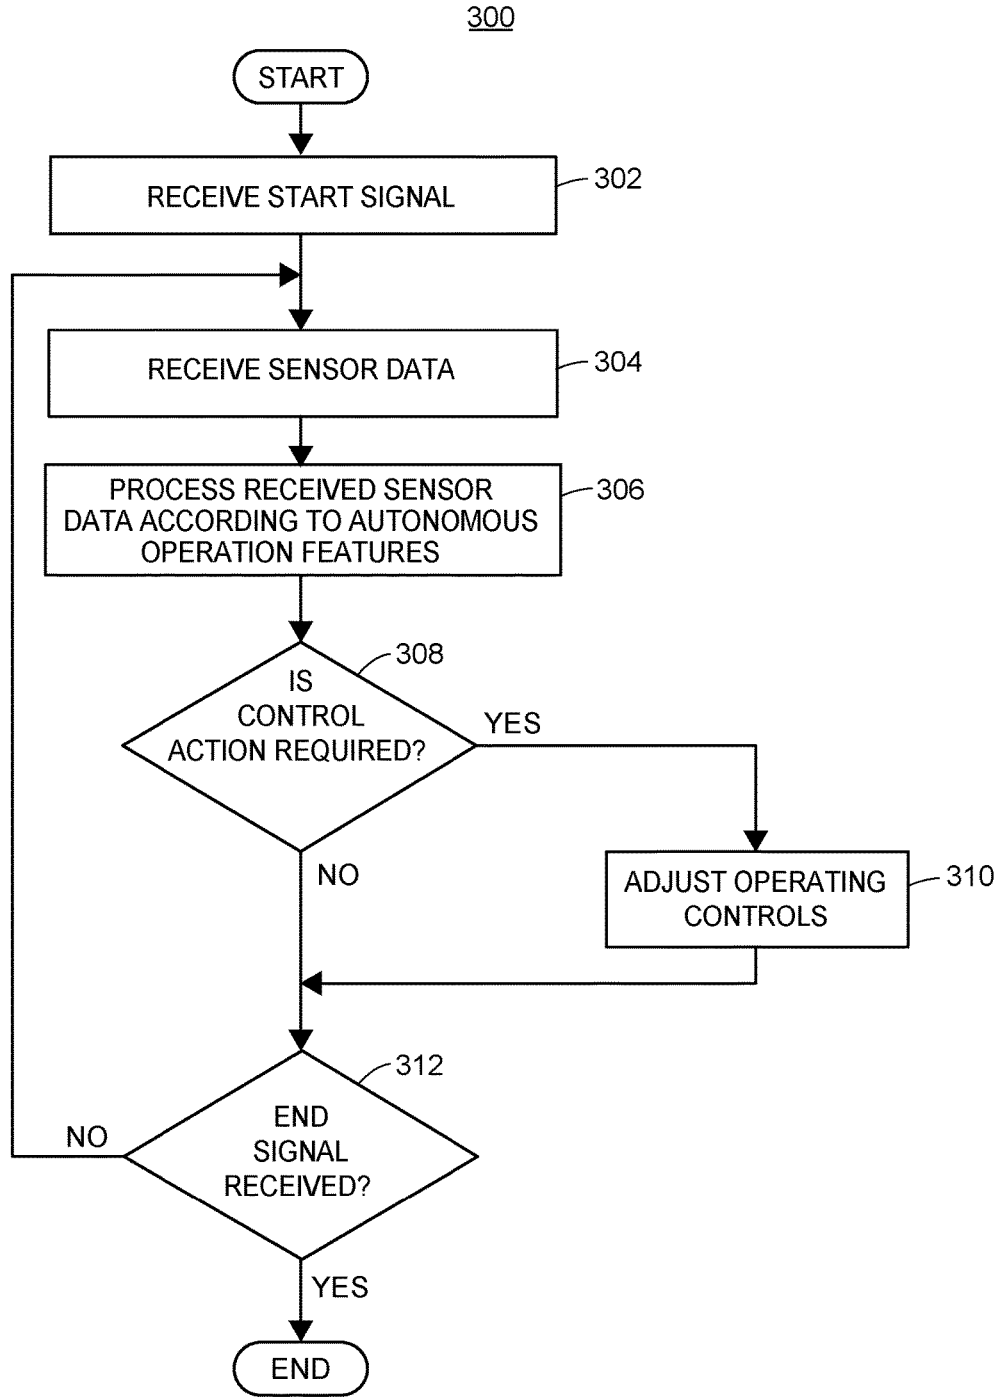 300
START
RECEIVE START SIGNAL
302
RECEIVE SENSOR DATA
304
PROCESS RECEIVED SENSOR
DATA ACCORDING TO AUTONOMOUS
OPERATION FEATURES
306
308
IS
CONTROL
ACTION REQUIRED?
YES
NO
ADJUST OPERATING
CONTROLS
310
312
END
SIGNAL
RECEIVED?
NO
YES
END